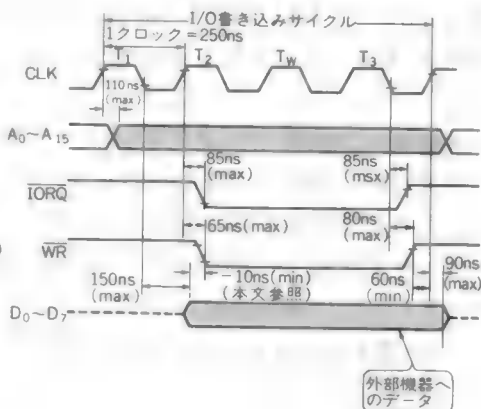 I/O書き込みサイクル
1クロック=250ns
T1 T2 TW T3
CLK
110ns
(max)
A0~A15
85ns
(max)
85ns
(msx)
IORQ
65ns(max)
80ns
(max)
WR
150ns
(max)
-10ns(min)
(本文参照)
60ns
(min)
90ns
(max)
D0~D7
外部機器へ
のデータ